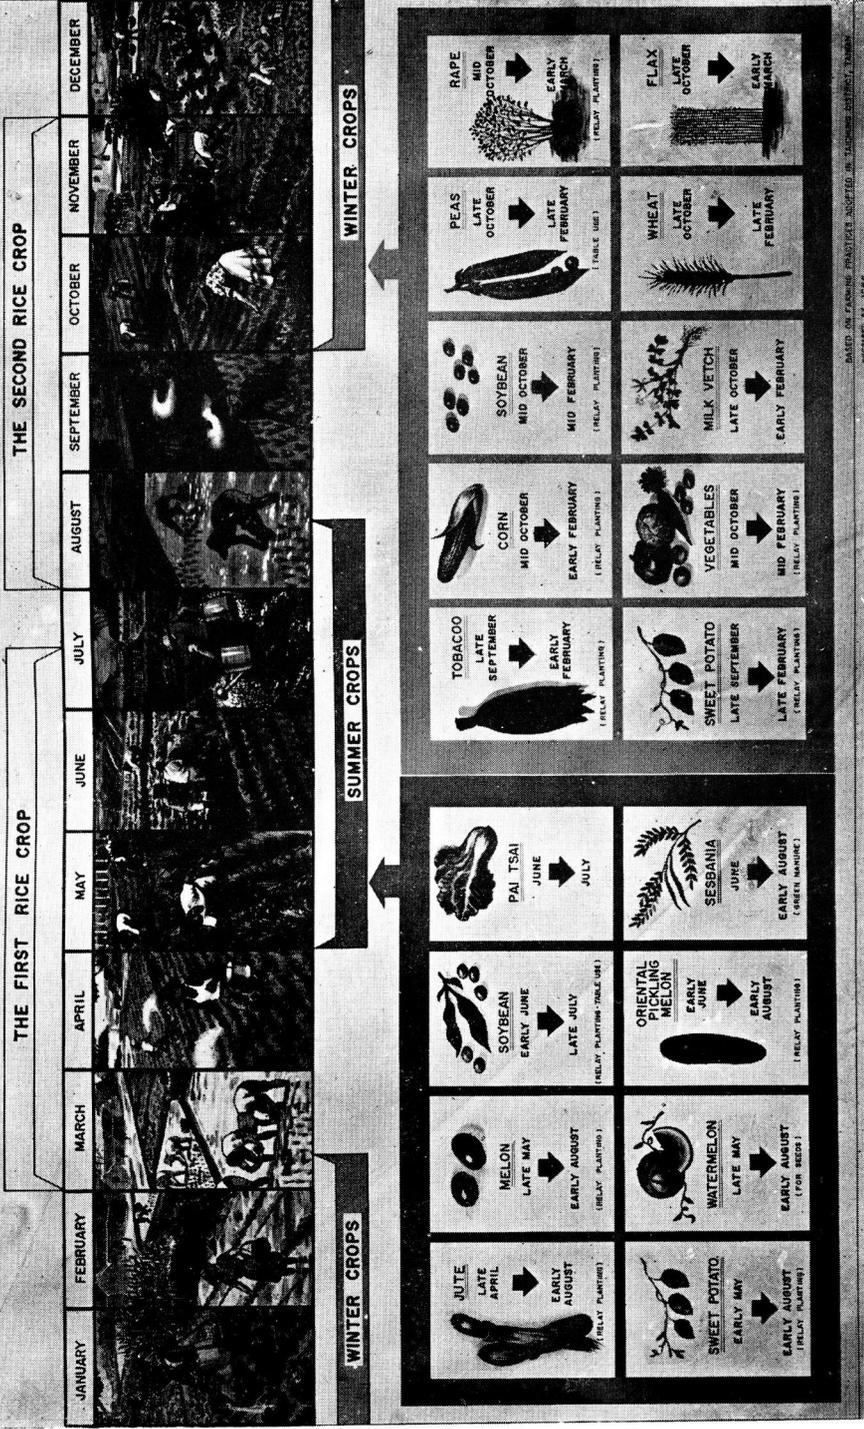 THE FIRST RICE CROP
THE SECOND RICE CROP
JANUARY
FEBRUARY
MARCH
APRIL
MAY
JUNE
JULY
AUGUST
SEPTEMBER
OCTOBER
NOVEMBER
DECEMBER
WINTER CROPS
SUMMER CROPS
WINTER CROPS
JUTE
LATE
APRIL
EARLY
AUGUST
(RELAY PLANTING)
MELON
LATE MAY
EARLY AUGUST
(RELAY PLANTING)
SOYBEAN
EARLY JUNE
LATE JULY
(RELAY PLANTING·TABLE USE)
PAI TSAI
JUNE
JULY
SWEET POTATO
EARLY MAY
EARLY AUGUST
(RELAY PLANTING)
WATERMELON
LATE MAY
EARLY AUGUST
(FOR SEEDS)
ORIENTAL
PICKLING
MELON
EARLY
JUNE
EARLY
AUGUST
(RELAY PLANTING)
SESBANIA
JUNE
EARLY AUGUST
(GREEN MANURE)
TOBACOO
LATE
SEPTEMBER
EARLY
FEBRUARY
(RELAY PLANTING)
CORN
MID OCTOBER
EARLY FEBRUARY
(RELAY PLANTING)
SOYBEAN
MID OCTOBER
MID FEBRUARY
(RELAY PLANTING)
PEAS
LATE
OCTOBER
LATE
FEBRUARY
(TABLE USE)
RAPE
MID
OCTOBER
EARLY
MARCH
(RELAY PLANTING)
SWEET POTATO
LATE SEPTEMBER
LATE FEBRUARY
(RELAY PLANTING)
VEGETABLES
MID OCTOBER
MID FEBRUARY
(RELAY PLANTING)
MILK VETCH
LATE OCTOBER
EARLY FEBRUARY
WHEAT
LATE
OCTOBER
LATE
FEBRUARY
FLAX
LATE
OCTOBER
EARLY
MARCH
BASED ON FARMING PRACTICES ADOPTED IN TAICHUNG DISTRICT, TAIWAN